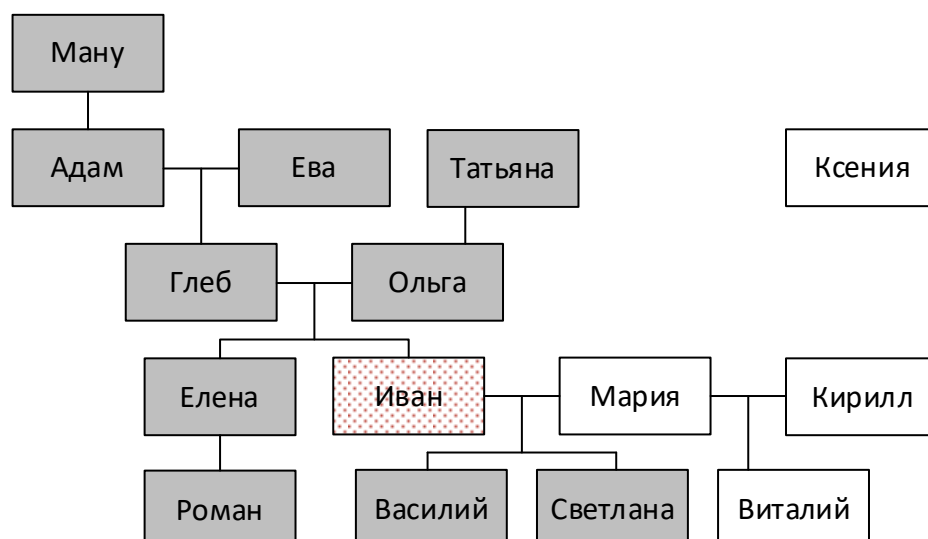 Ману
Адам
Ева
Татьяна
Ксения
Глеб
Ольга
Елена
Иван
Мария
Кирилл
Роман
Василий
Светлана
Виталий